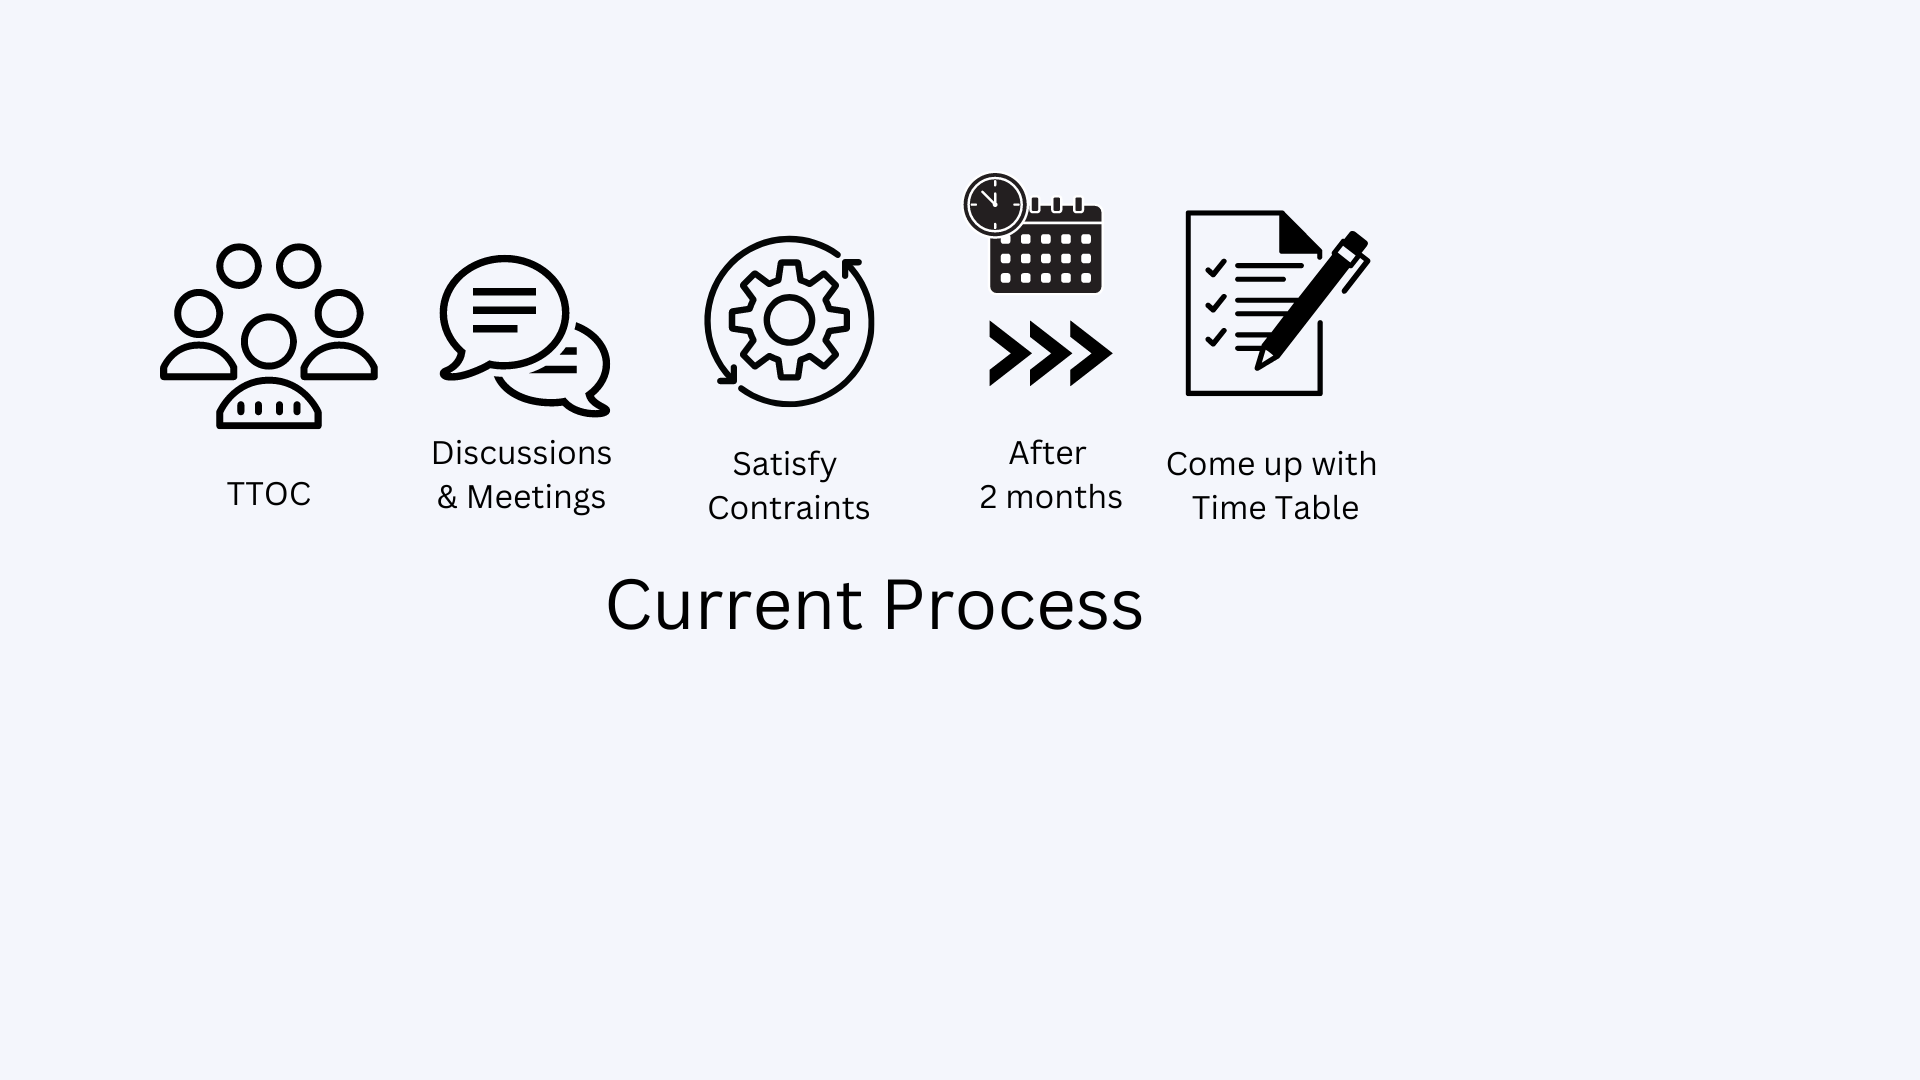 TTOC
Discussions
& Meetings
Satisfy
Contraints
After
2 months
Come up with
Time Table
Current Process